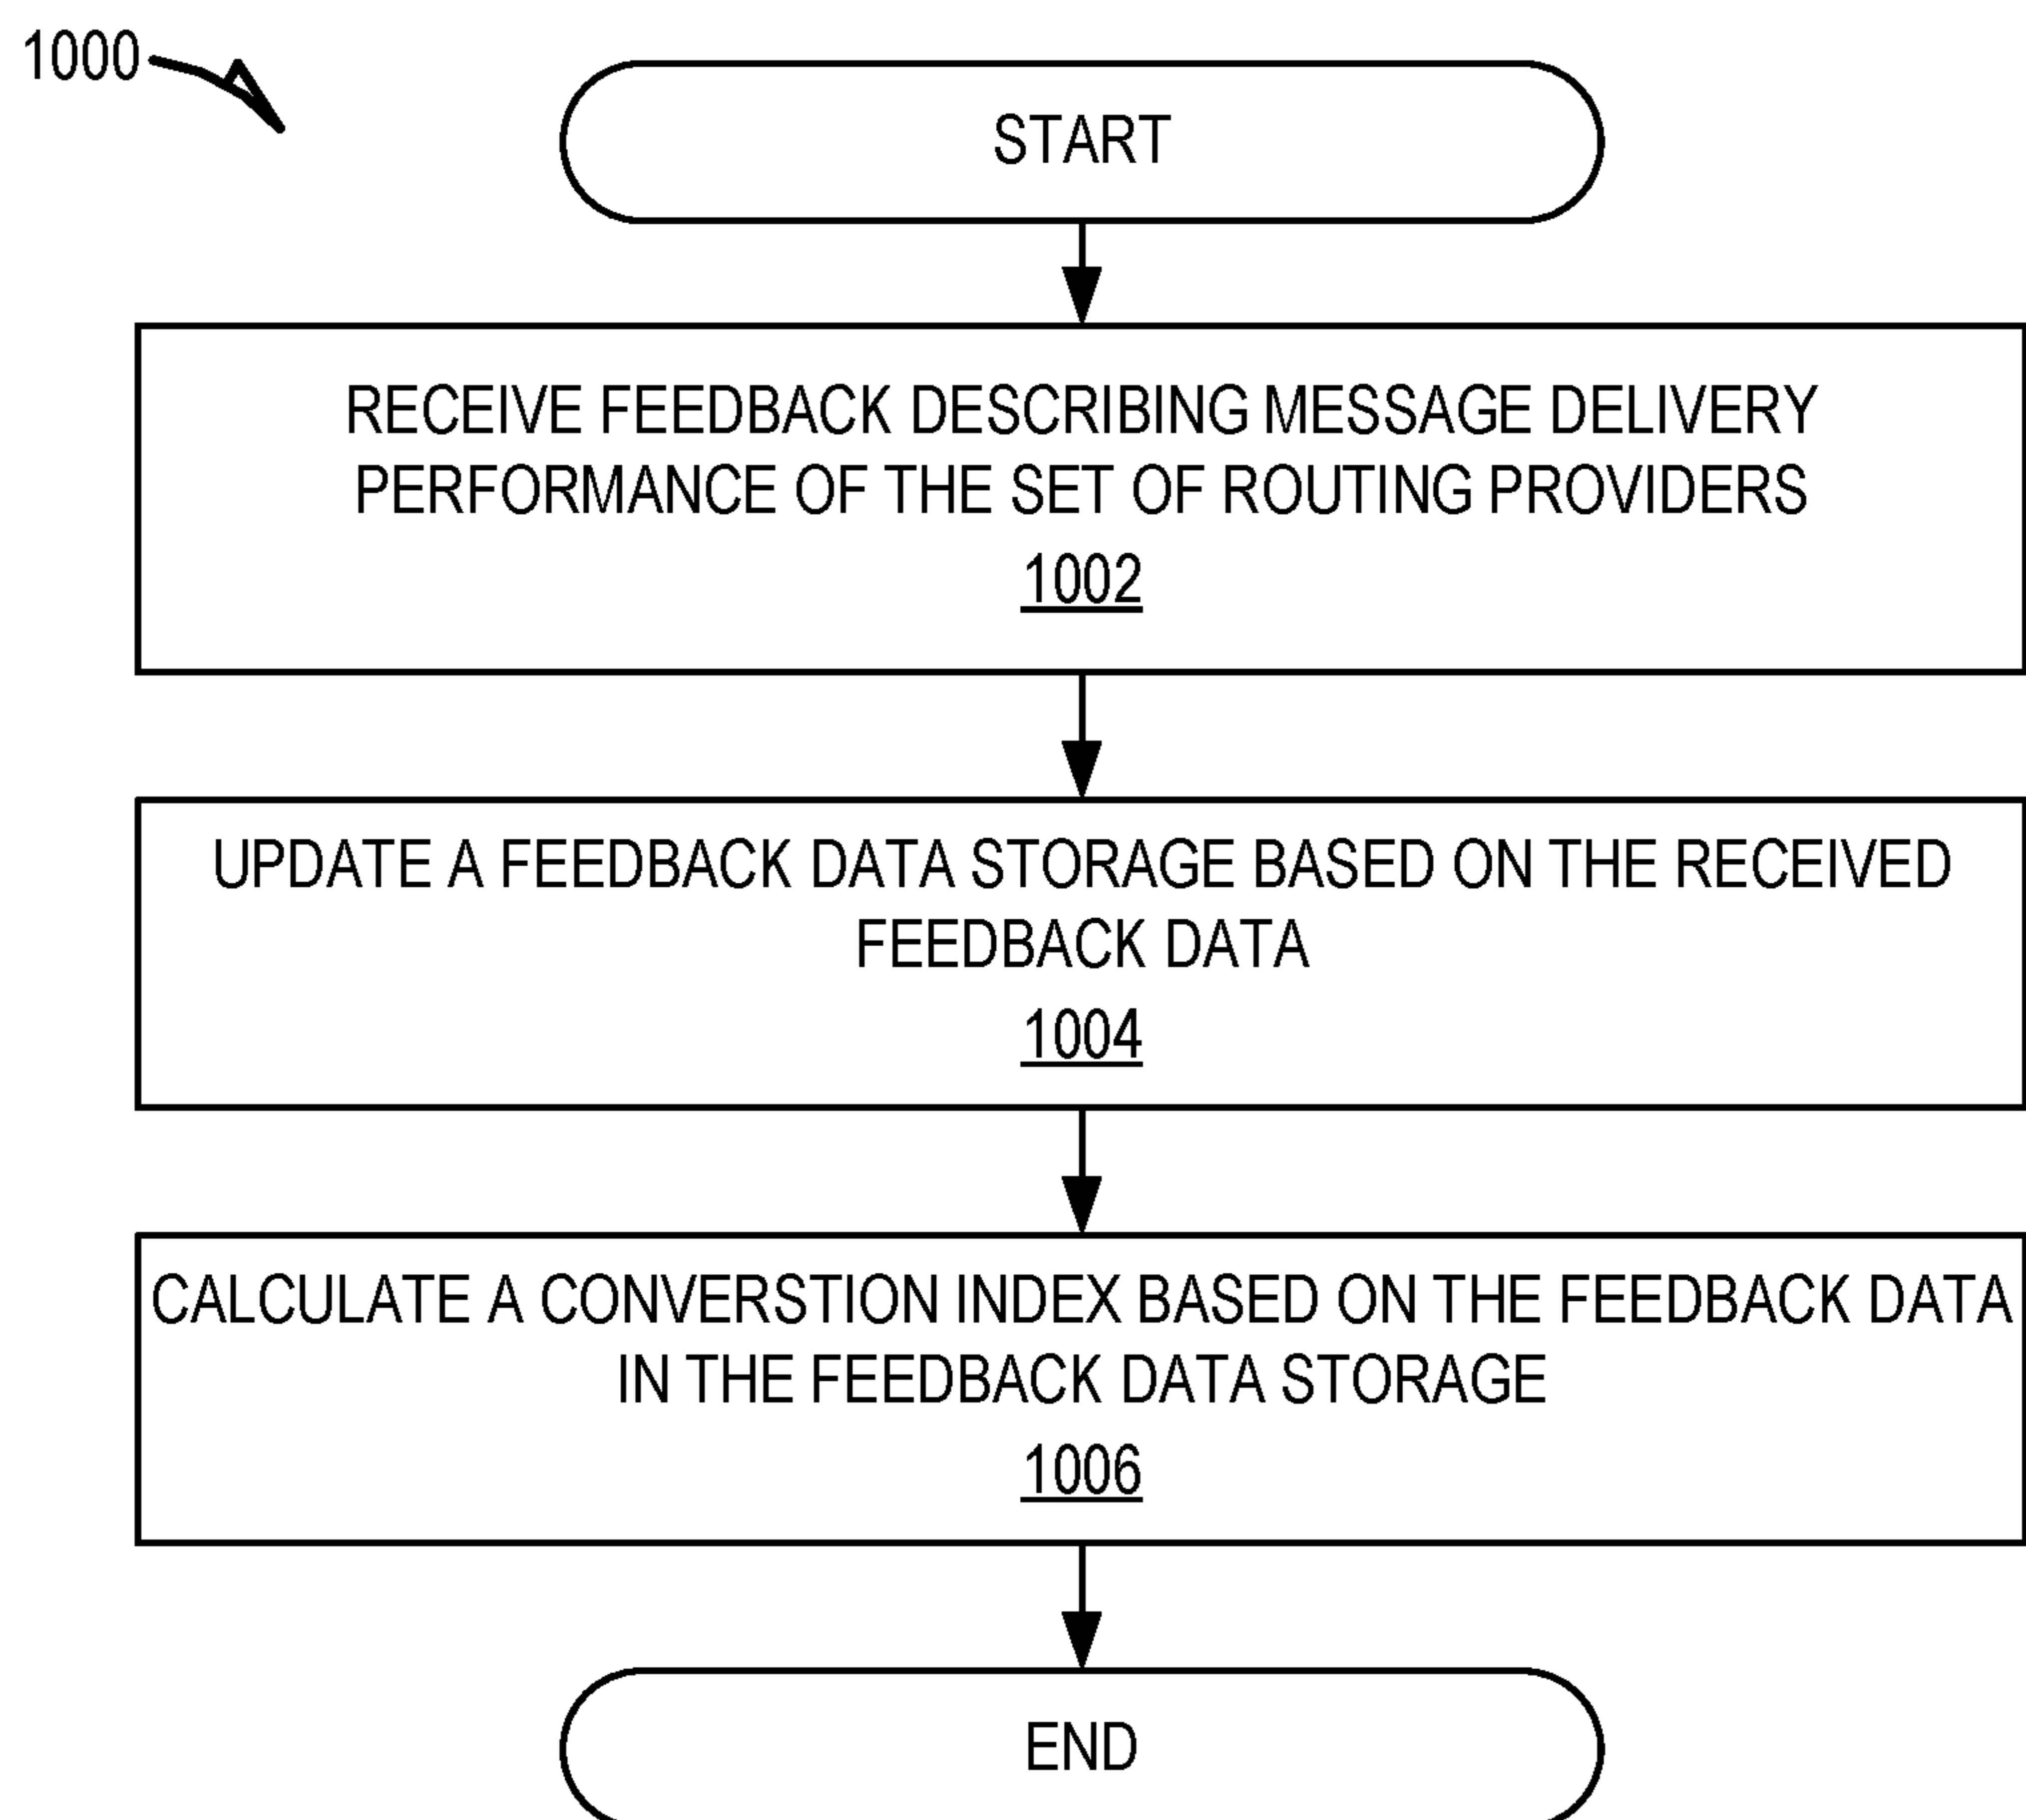 1000
START
RECEIVE FEEDBACK DESCRIBING MESSAGE DELIVERY
PERFORMANCE OF THE SET OF ROUTING PROVIDERS
1002
UPDATE A FEEDBACK DATA STORAGE BASED ON THE RECEIVED
FEEDBACK DATA
1004
CALCULATE A CONVERSTION INDEX BASED ON THE FEEDBACK DATA
IN THE FEEDBACK DATA STORAGE
1006
END